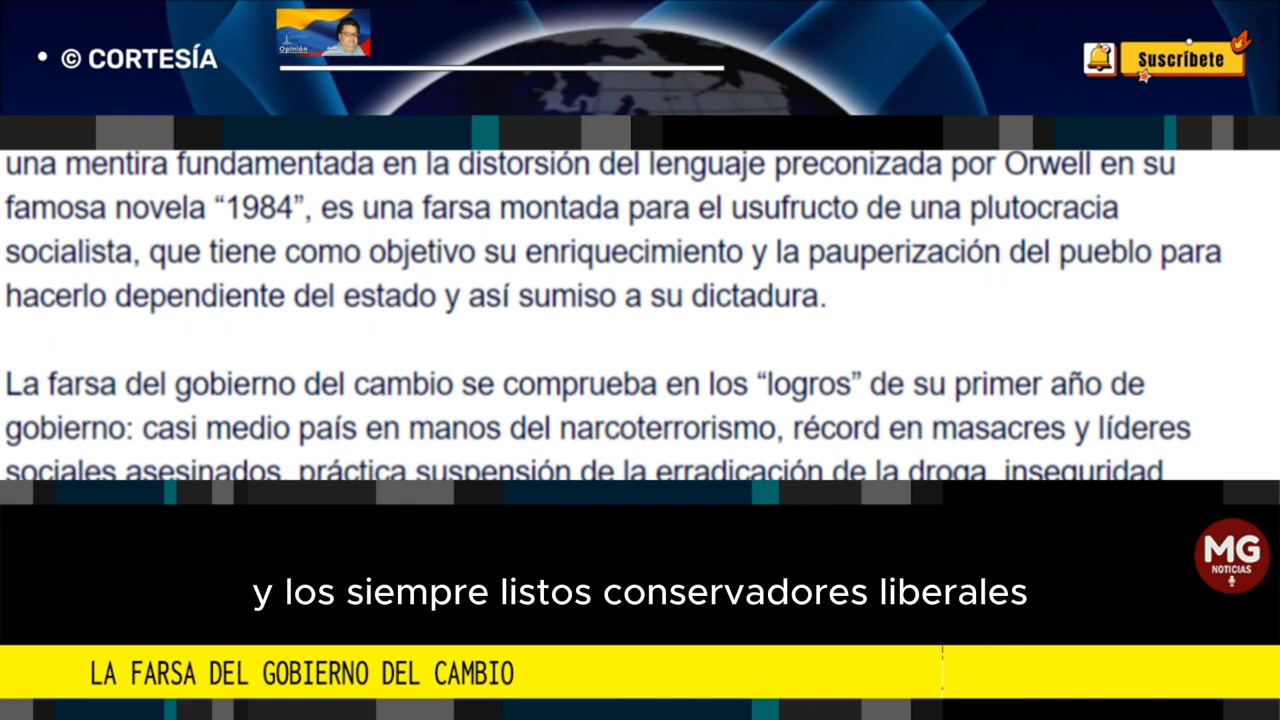 • © CORTESÍA
Opinión
Suscríbete
una mentira fundamentada en la distorsión del lenguaje preconizada por Orwell en su
famosa novela “1984”, es una farsa montada para el usufructo de una plutocracia
socialista, que tiene como objetivo su enriquecimiento y la pauperización del pueblo para
hacerlo dependiente del estado y así sumiso a su dictadura.
La farsa del gobierno del cambio se comprueba en los “logros” de su primer año de
gobierno: casi medio país en manos del narcoterrorismo, récord en masacres y líderes
sociales asesinados, práctica suspensión de la erradicación de la droga, inseguridad
MG
NOTICIAS
y los siempre listos conservadores liberales
LA FARSA DEL GOBIERNO DEL CAMBIO